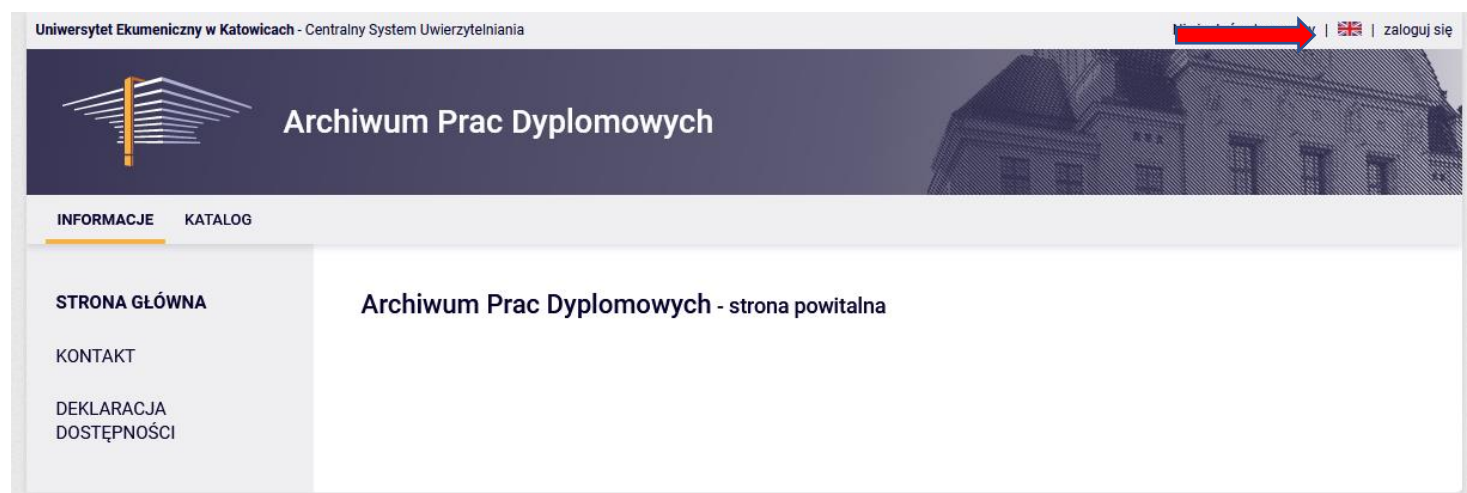 Uniwersytet Ekumeniczny w Katowicach - Centralny System Uwierzytelniania
| | zaloguj się
Archiwum Prac Dyplomowych
INFORMACJE KATALOG
STRONA GŁÓWNA
Archiwum Prac Dyplomowych - strona powitalna
KONTAKT
DEKLARACJA
DOSTĘPNOŚCI